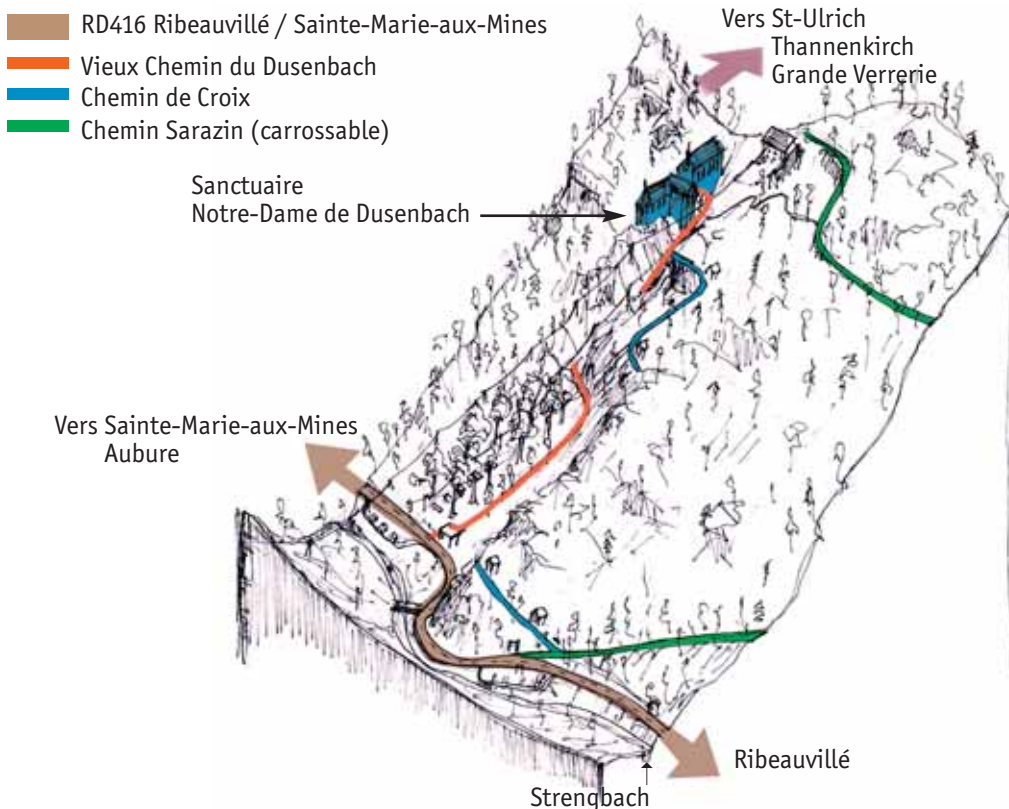 RD416 Ribeauvillé / Sainte-Marie-aux-Mines
Vieux Chemin du Dusenbach
Chemin de Croix
Chemin Sarazin (carrossable)
Vers St-Ulrich
Thannenkirch
Grande Verrerie
Sanctuaire
Notre-Dame de Dusenbach
Vers Sainte-Marie-aux-Mines
Aubure
Ribeauvillé
Strengbach